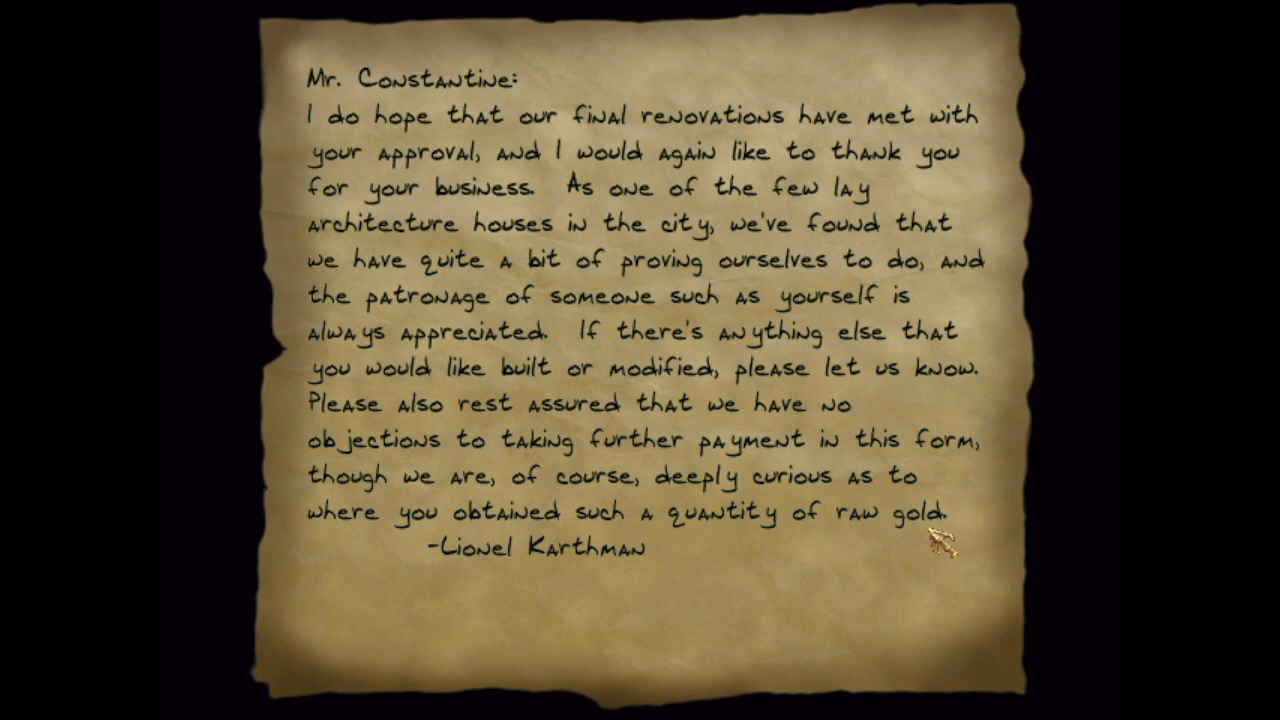 Mr. Constantine:
I do hope that our final renovations have met with
your approval, and I would again like to thank you
for your business.  As one of the few lay
architecture houses in the city, we've found that
we have quite a bit of proving ourselves to do, and
the patronage of someone such as yourself is
always appreciated.  If there's anything else that
you would like built or modified, please let us know.
Please also rest assured that we have no
objections to taking further payment in this form,
though we are, of course, deeply curious as to
where you obtained such a quantity of raw gold.
-Lionel Karthman